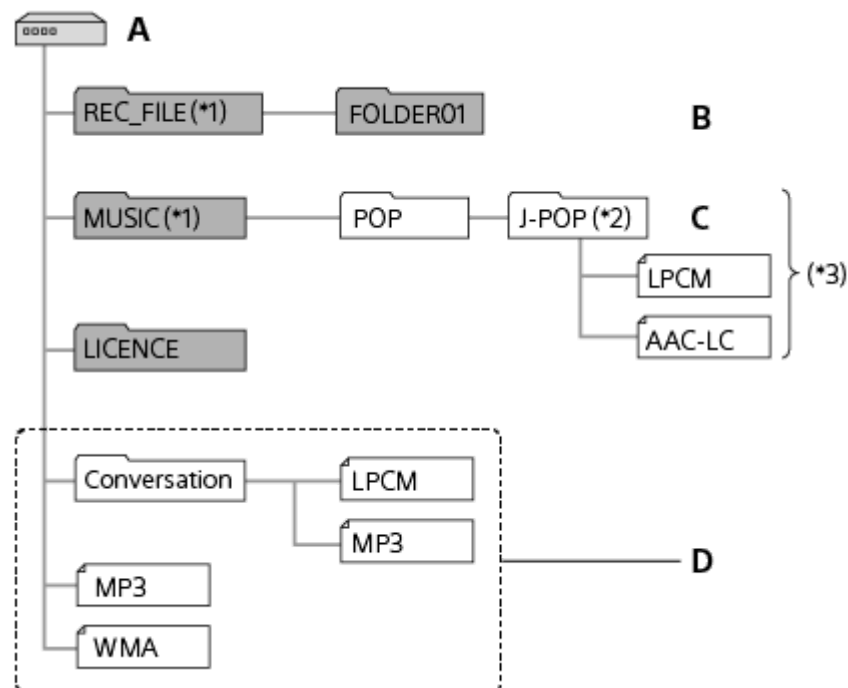 A
REC_FILE(*1) FOLDER01 B
MUSIC(*1) POP J-POP (*2) C
LPCM (*3)
AAC-LC
LICENCE
Conversation LPCM
MP3
D
MP3
WMA